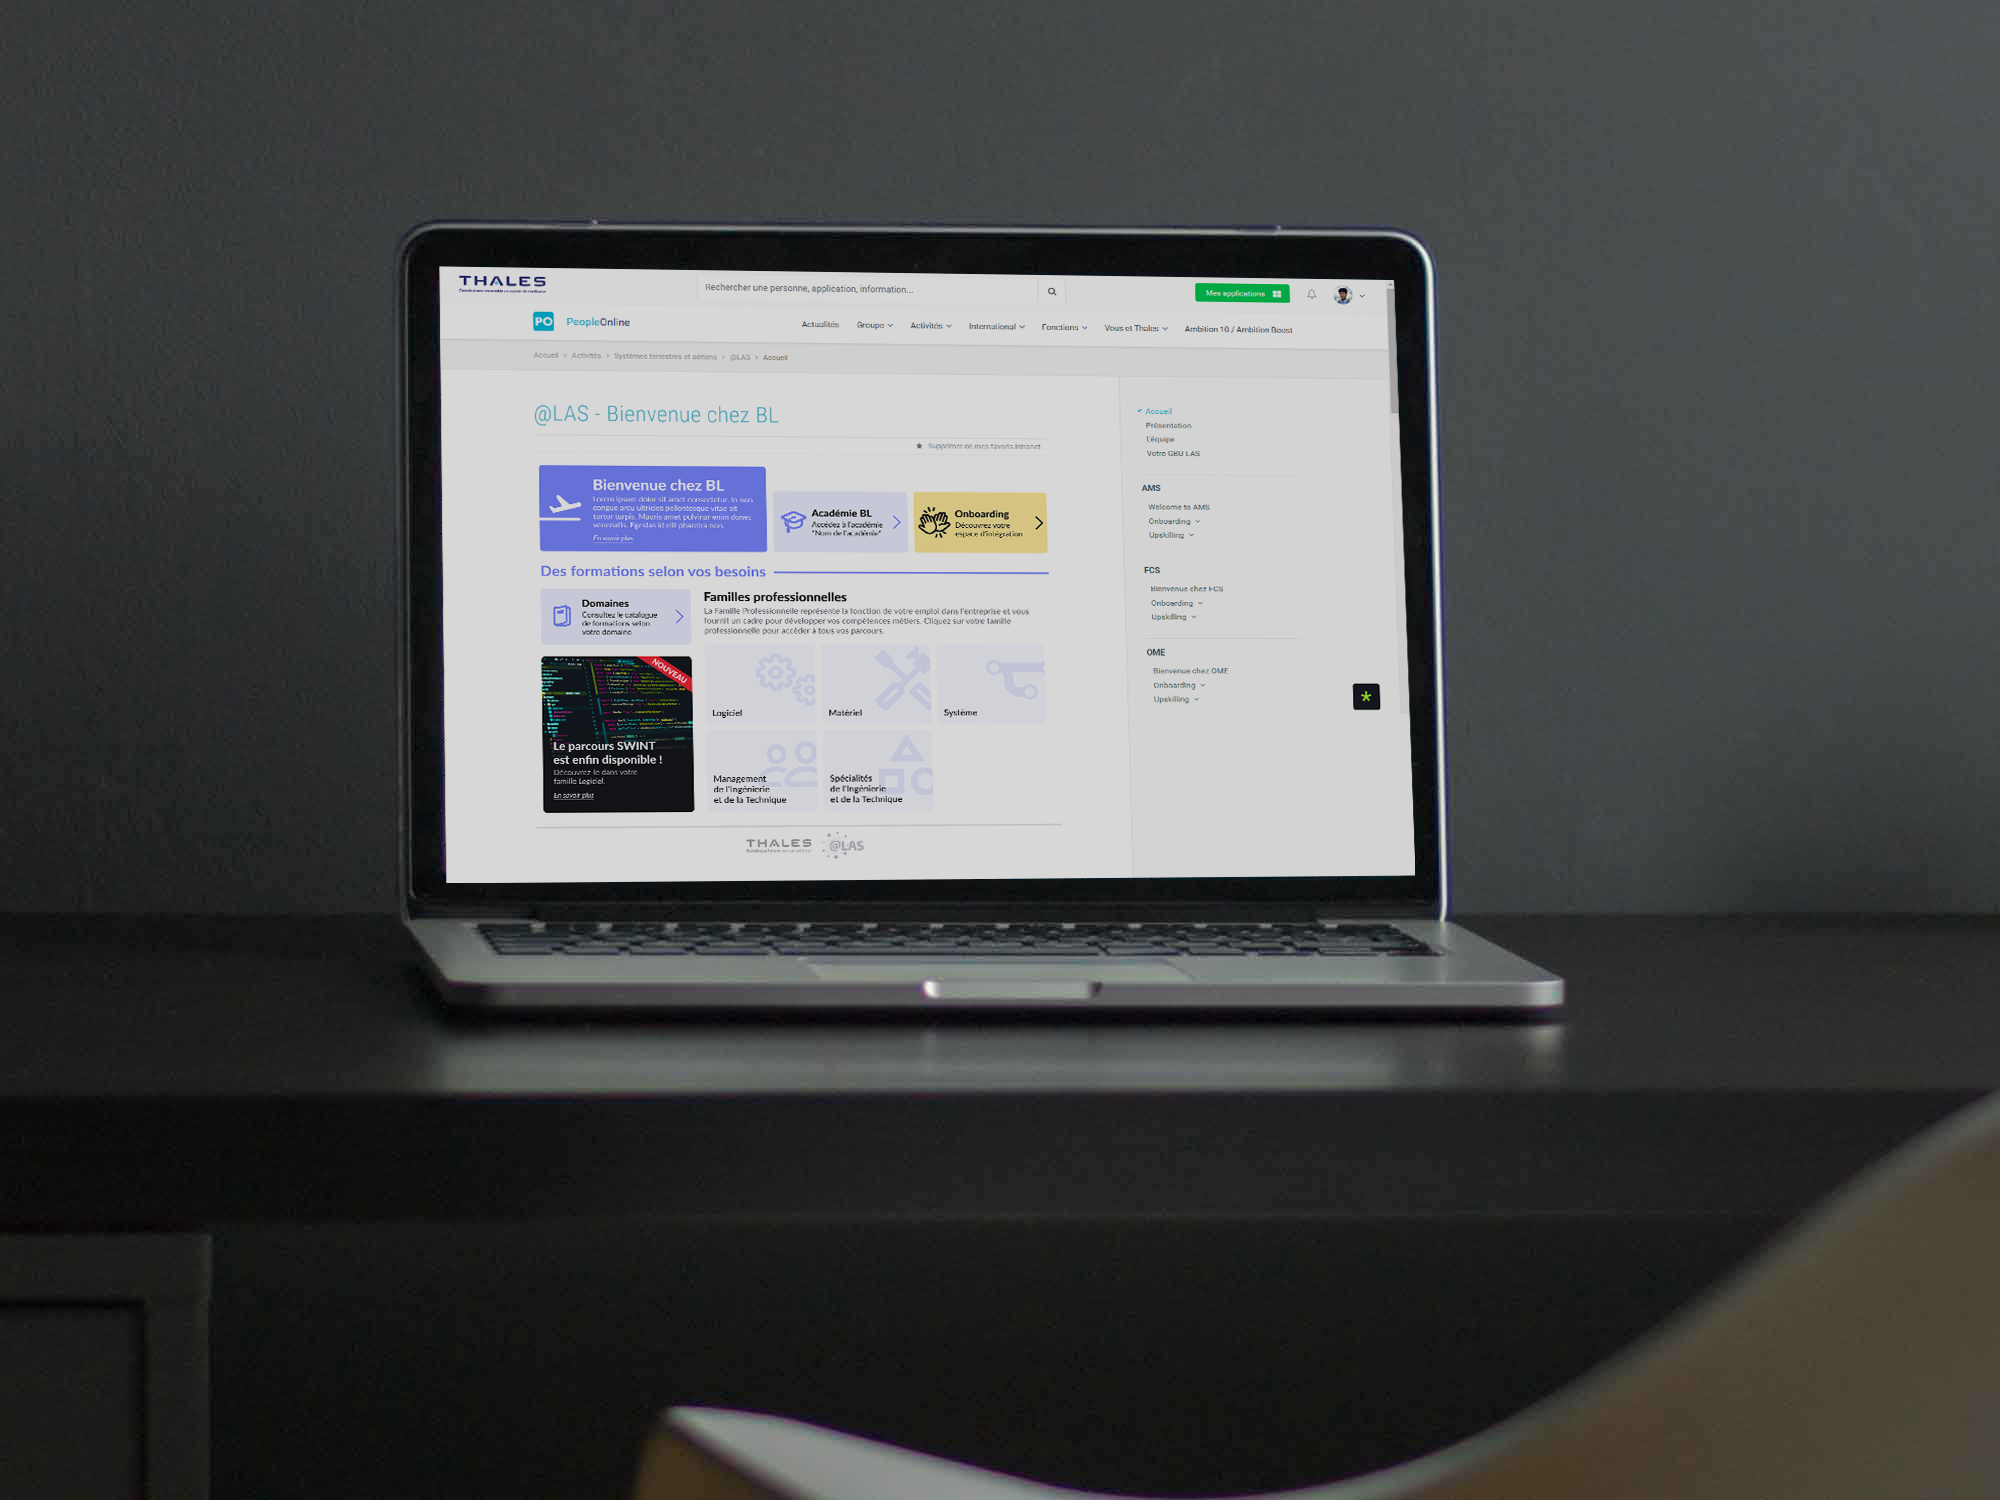 THALES
Rechercher une personne, application, information...
Mes applications
PO PeopleOnline
Actualités Groupe Activités International Fonctions Vous et Thales Ambition 10 / Ambition Boost
Accueil > Activités > Systèmes terrestres et aériens > @LAS > Accueil
@LAS - Bienvenue chez BL
Supprimer de mes favoris Intranet
Bienvenue chez BL
Lorem ipsum dolor sit amet consectetur. In non
congue arcu ultricies pellentesque vitae sit
tortor turpis. Mauris amet pulvinar enim donec
venenatis. Egestas id elit pharetra non.
En savoir plus
Académie BL
Accédez à l'académie
"Nom de l'académie"
Onboarding
Découvrez votre
espace d'intégration
Des formations selon vos besoins
Domaines
Consultez le catalogue
de formations selon
votre domaine
Familles professionnelles
La Famille Professionnelle représente la fonction de votre emploi dans l'entreprise et vous
fournit un cadre pour développer vos compétences métiers. Cliquez sur votre famille
professionnelle pour accéder à tous vos parcours.
NOUVEAU
Le parcours SWINT
est enfin disponible !
Découvrez le dans votre
famille Logiciel.
En savoir plus
Logiciel
Matériel
Système
Management
de l'Ingénierie
et de la Technique
Spécialités
de l'Ingénierie
et de la Technique
THALES
@LAS
Accueil
Présentation
L'équipe
Votre GBU LAS
AMS
Welcome to AMS
Onboarding
Upskilling
FCS
Bienvenue chez FCS
Onboarding
Upskilling
OME
Bienvenue chez OME
Onboarding
Upskilling
*